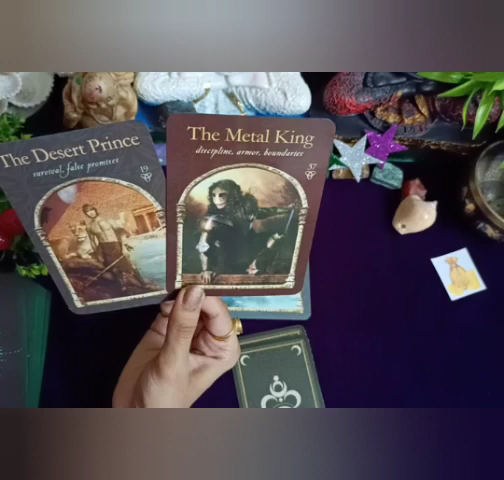 The Desert Prince
survival, false promises
19
The Metal King
discipline, armor, boundaries
37